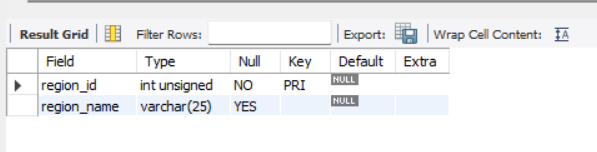 Result Grid Filter Rows: Export: Wrap Cell Content: IA
Field Type Null Key Default Extra
region_id int unsigned NO PRI NULL
region_name varchar(25) YES NULL